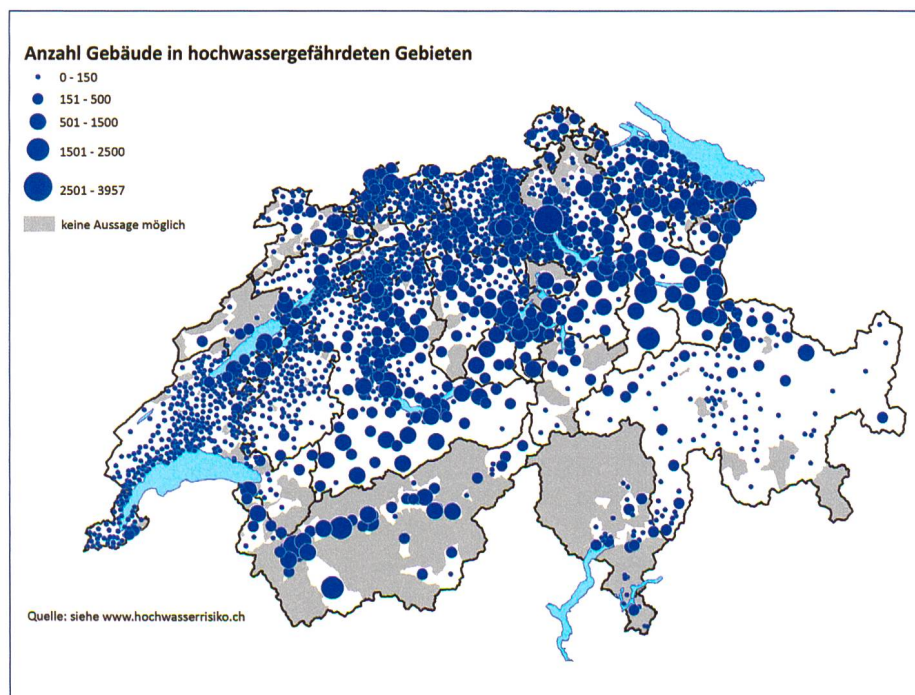 Anzahl Gebäude in hochwassergefährdeten Gebieten
0 - 150
151 - 500
501 - 1500
1501 - 2500
2501 - 3957
keine Aussage möglich
Quelle: siehe www.hochwasserrisiko.ch